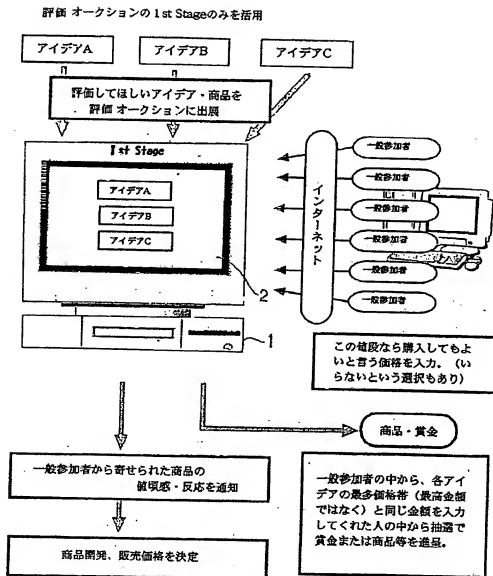 評価 オークションの 1st Stageのみを活用
アイデアA
アイデアB
アイデアC
評価してほしいアイデア・商品を
評価 オークションに出展
1st Stage
アイデアA
アイデアB
アイデアC
2
1
インターネット
一般参加者
一般参加者
一般参加者
一般参加者
一般参加者
一般参加者
この値段なら購入してもよ
いと言う価格を入力。（い
らないという選択もあり）
商品・賞金
一般参加者から寄せられた商品の
値頃感・反応を通知
商品開発、販売価格を決定
一般参加者の中から、各アイ
デアの最多価格帯（最高金額
ではなく）と同じ金額を入力
してくれた人の中から抽選で
賞金または商品等を進呈。